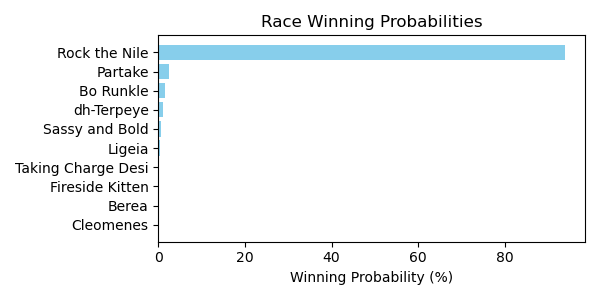 Race Winning Probabilities
Rock the Nile
Partake
Bo Runkle
dh-Terpeye
Sassy and Bold
Ligeia
Taking Charge Desi
Fireside Kitten
Berea
Cleomenes
0 20 40 60 80
Winning Probability (%)